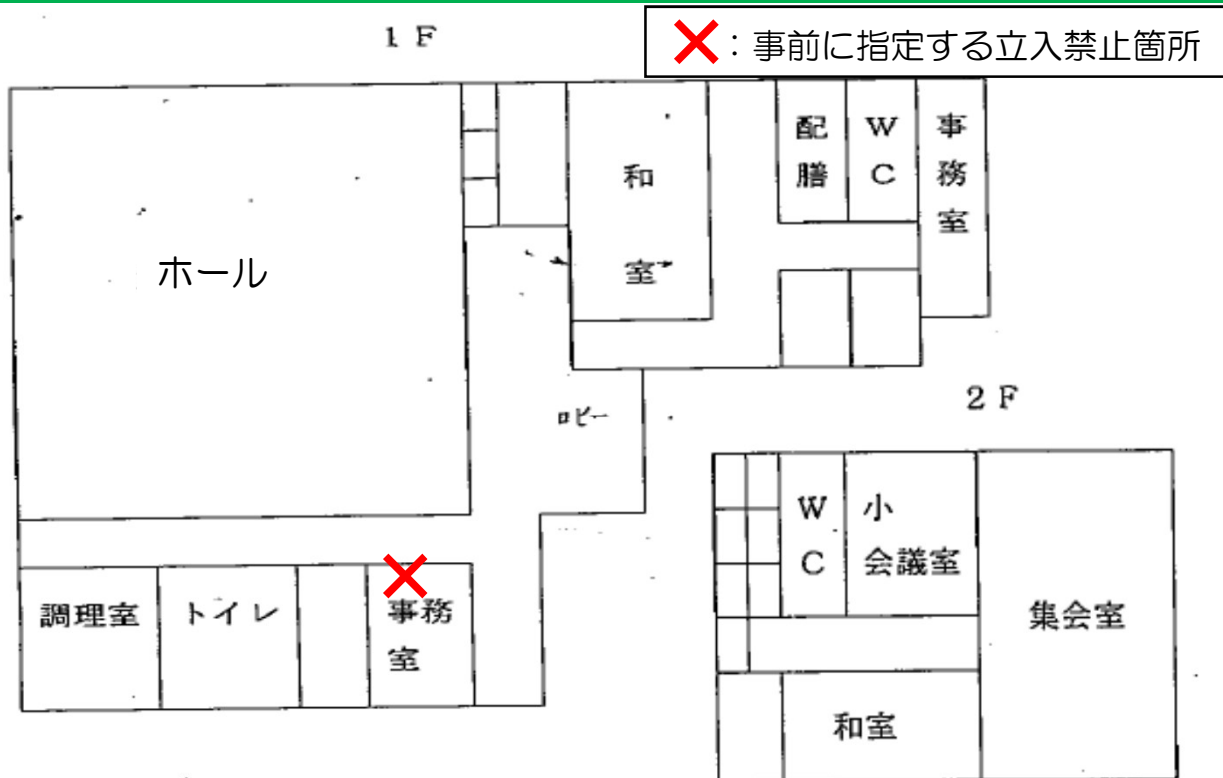 1F
×：事前に指定する立入禁止箇所
ホール
和室
配膳
WC
事務室
ロビー
調理室
トイレ
事務
室
2F
WC
小
会議室
集会室
和室